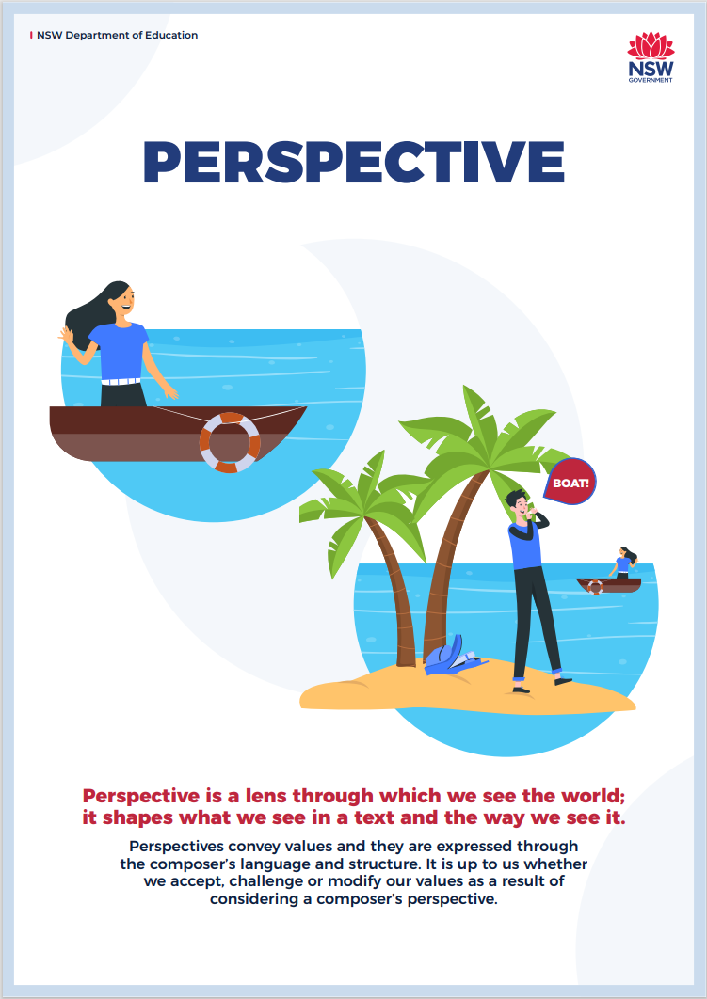 NSW Department of Education
NSW
GOVERNMENT
PERSPECTIVE
BOAT!
Perspective is a lens through which we see the world;
it shapes what we see in a text and the way we see it.
Perspectives convey values and they are expressed through
the composer’s language and structure. It is up to us whether
we accept, challenge or modify our values as a result of
considering a composer’s perspective.